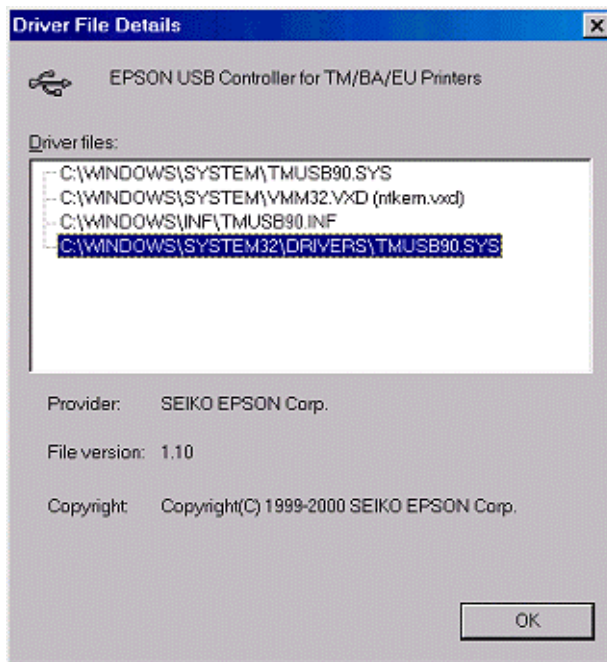 Driver File Details
EPSON USB Controller for TM/BA/EU Printers
Driver files:
C:\WINDOWS\SYSTEM\TMUSB90.SYS
C:\WINDOWS\SYSTEM\VMM32.VXD (ntkern.vxd)
C:\WINDOWS\INF\TMUSB90.INF
C:\WINDOWS\SYSTEM32\DRIVERS\TMUSB90.SYS
Provider: SEIKO EPSON Corp.
File version: 1.10
Copyright: Copyright(C) 1999-2000 SEIKO EPSON Corp.
OK